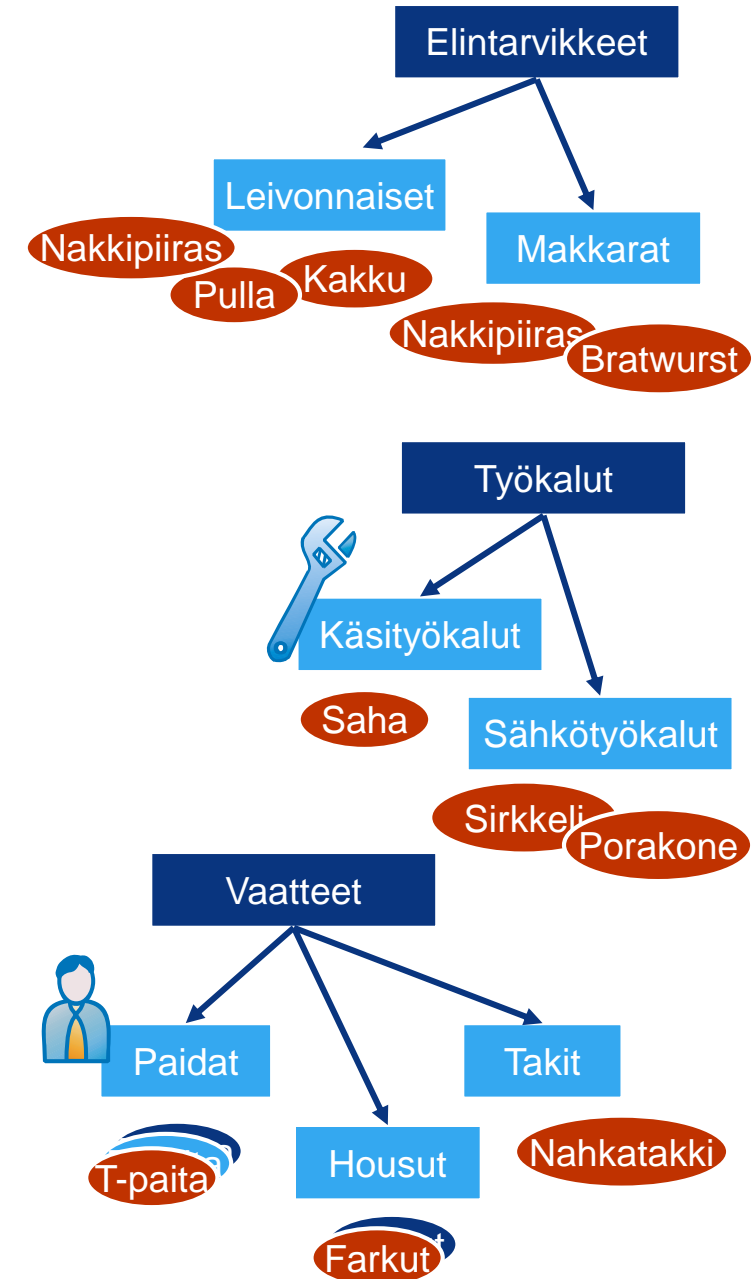 Elintarvikkeet
Leivonnaiset
Makkarat
Nakkipiiras
Pulla
Kakku
Nakkipiiras
Bratwurst
Työkalut
Käsityökalut
Saha
Sähkötyökalut
Sirkkeli
Porakone
Vaatteet
Paidat
Takit
T-paita
Housut
Nahkatakki
Farkut